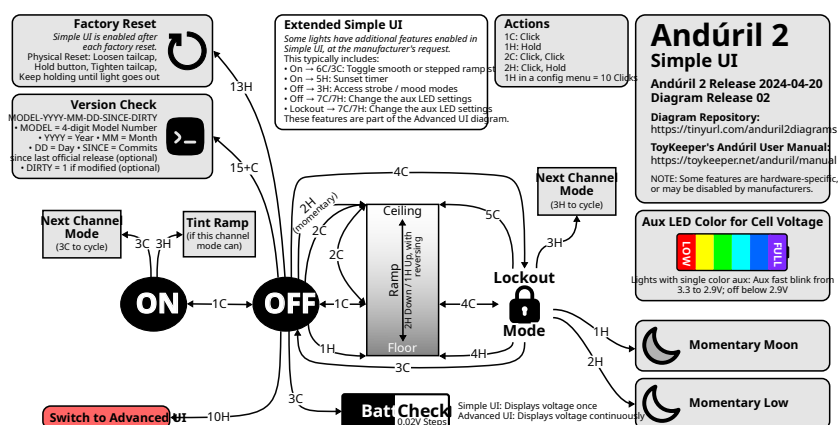 Factory Reset
Simple UI is enabled after
each factory reset.
Physical Reset: Loosen tailcap,
Hold button, Tighten tailcap,
Keep holding until light goes out
Version Check
MODEL-YYYY-MM-DD-SINCE-DIRTY
• MODEL = 4-digit Model Number
• YYYY = Year • MM = Month
• DD = Day • SINCE = Commits
since last official release (optional)
• DIRTY = 1 if modified (optional)
Extended Simple UI
Some lights have additional features enabled in
Simple UI, at the manufacturer's request.
This typically includes:
• On → 6C/3C: Toggle smooth or stepped ramp st
• On → 5H: Sunset timer
• Off → 3H: Access strobe / mood modes
• Off → 7C/7H: Change the aux LED settings
• Lockout → 7C/7H: Change the aux LED settings
These features are part of the Advanced UI diagram.
Actions
1C: Click
1H: Hold
2C: Click, Click
2H: Click, Hold
1H in a config menu = 10 Clicks
Andúril 2
Simple UI
Andúril 2 Release 2024-04-20
Diagram Release 02
Diagram Repository:
https://tinyurl.com/anduril2diagrams
ToyKeeper's Andúril User Manual:
https://toykeeper.net/anduril/manual
NOTE: Some features are hardware-specific,
or may be disabled by manufacturers.
Aux LED Color for Cell Voltage
LOW
FULL
Lights with single color aux: Aux fast blink from
3.3 to 2.9V; off below 2.9V
Momentary Moon
Momentary Low
13H
15+C
Next Channel
Mode
(3C to cycle)
Tint Ramp
(if this channel
mode can)
3C
3H
ON
1C
OFF
2H
(momentary)
2C
2C
1C
1H
3C
4C
Ceiling
Ramp
2H Down / 1H Up, with
reversing
Floor
5C
4C
4H
3C
Next Channel
Mode
(3H to cycle)
3H
Lockout
Mode
1H
2H
10H
Switch to Advanced UI
Batt Check
0.02V Steps
Simple UI: Displays voltage once
Advanced UI: Displays voltage continuously